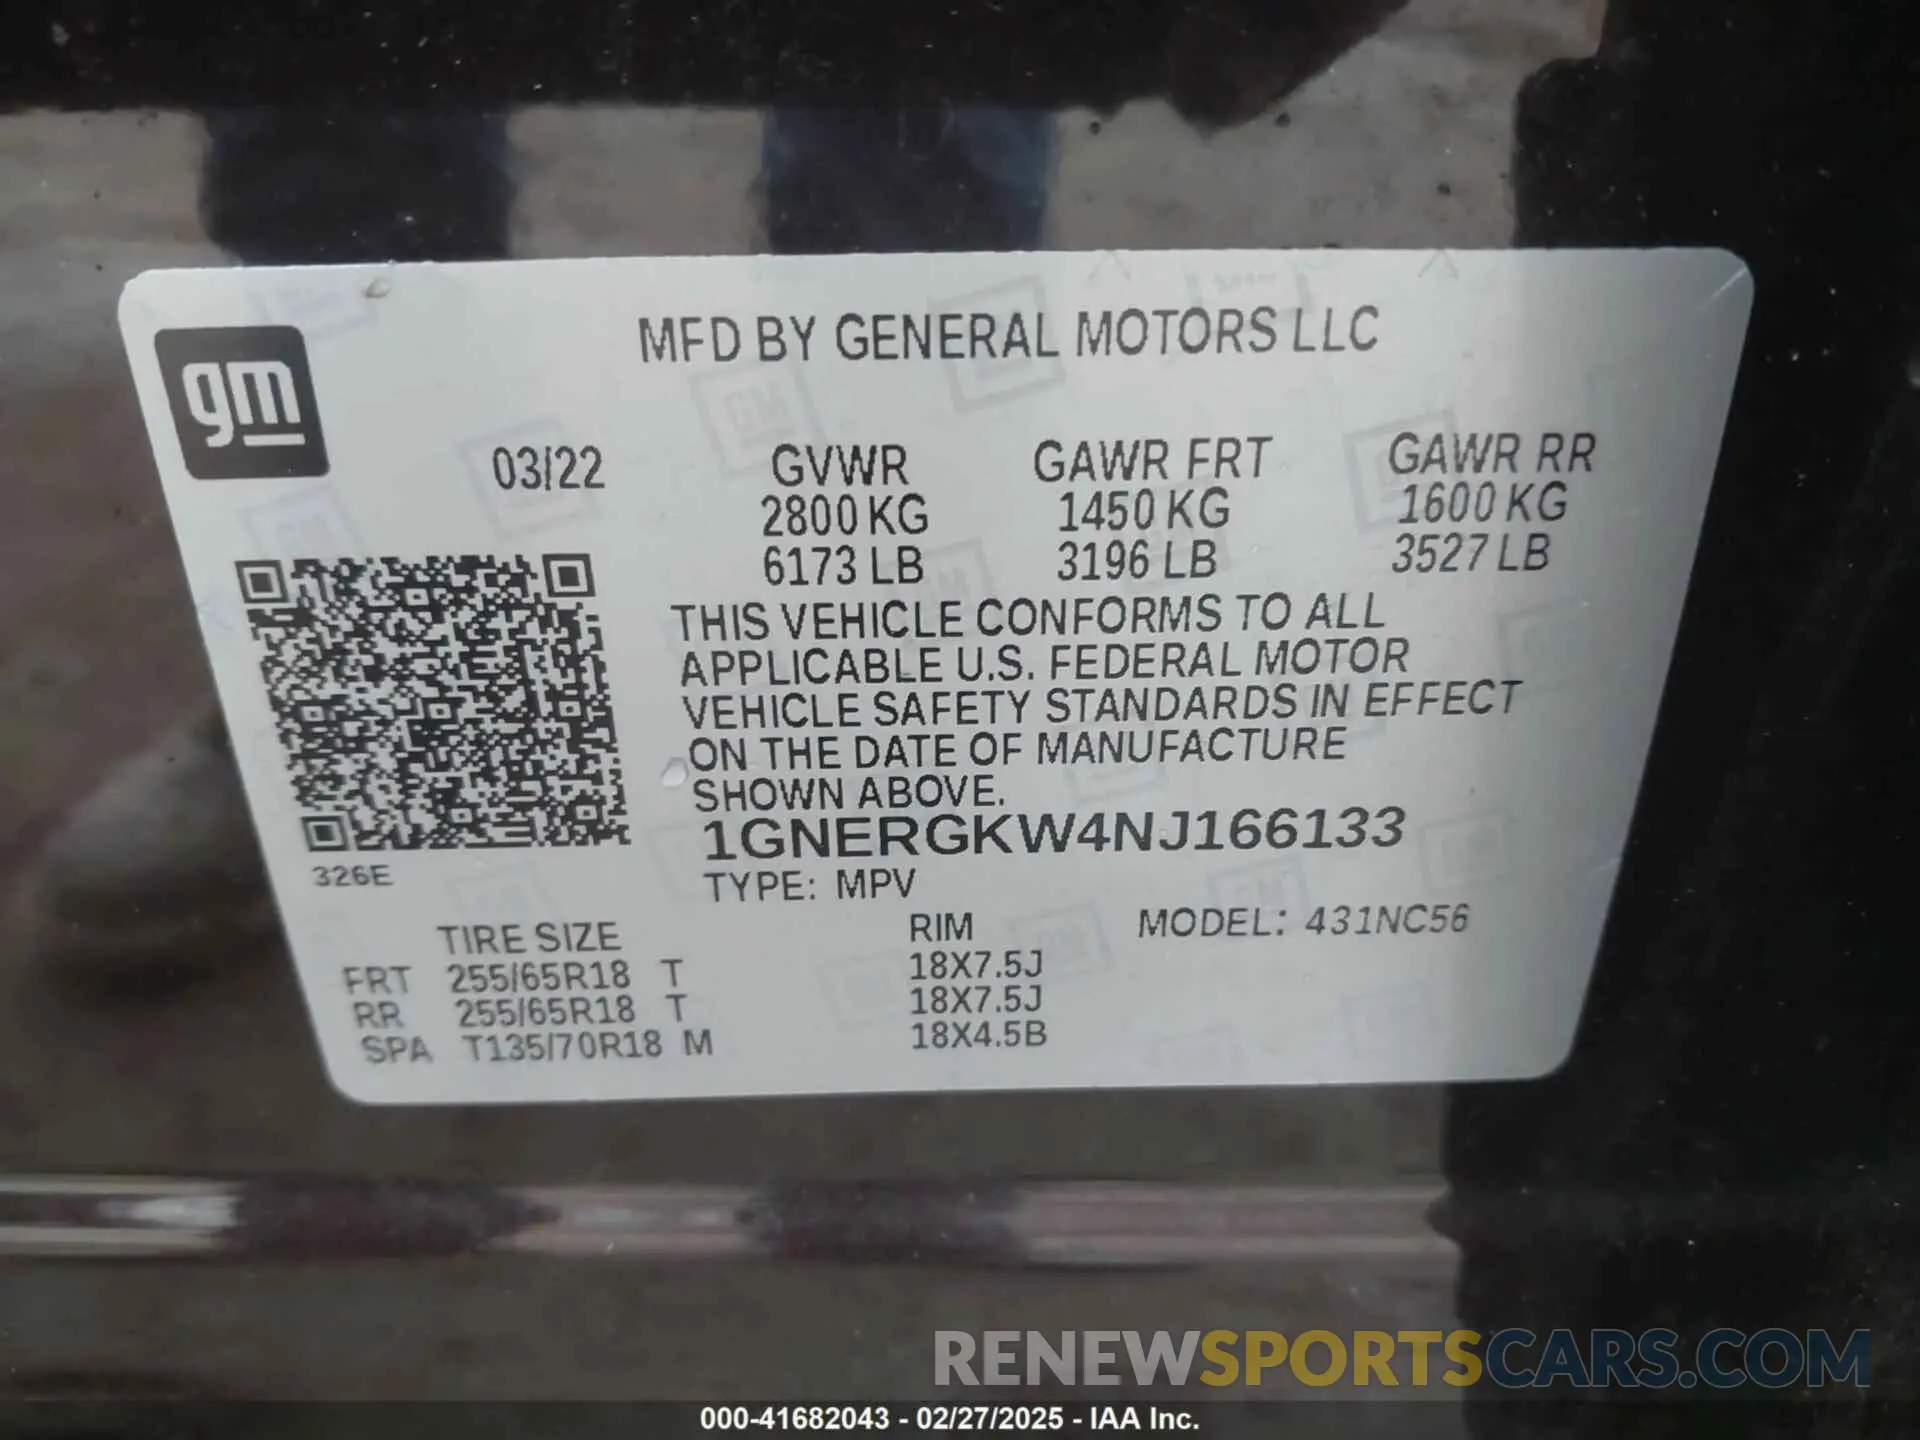 MFD BY GENERAL MOTORS LLC
gm
03/22 GVWR GAWR FRT GAWR RR
2800 KG 1450 KG 1600 KG
6173 LB 3196 LB 3527 LB
THIS VEHICLE CONFORMS TO ALL
APPLICABLE U.S. FEDERAL MOTOR
VEHICLE SAFETY STANDARDS IN EFFECT
ON THE DATE OF MANUFACTURE
SHOWN ABOVE.
1GNERGKW4NJ166133
326E
TYPE: MPV
TIRE SIZE RIM MODEL: 431NC56
FRT 255/65R18 T 18X7.5J
RR 255/65R18 T 18X7.5J
SPA T135/70R18 M 18X4.5B
RENEWSPORTSCARS.COM
000-41682043 - 02/27/2025 - IAA Inc.